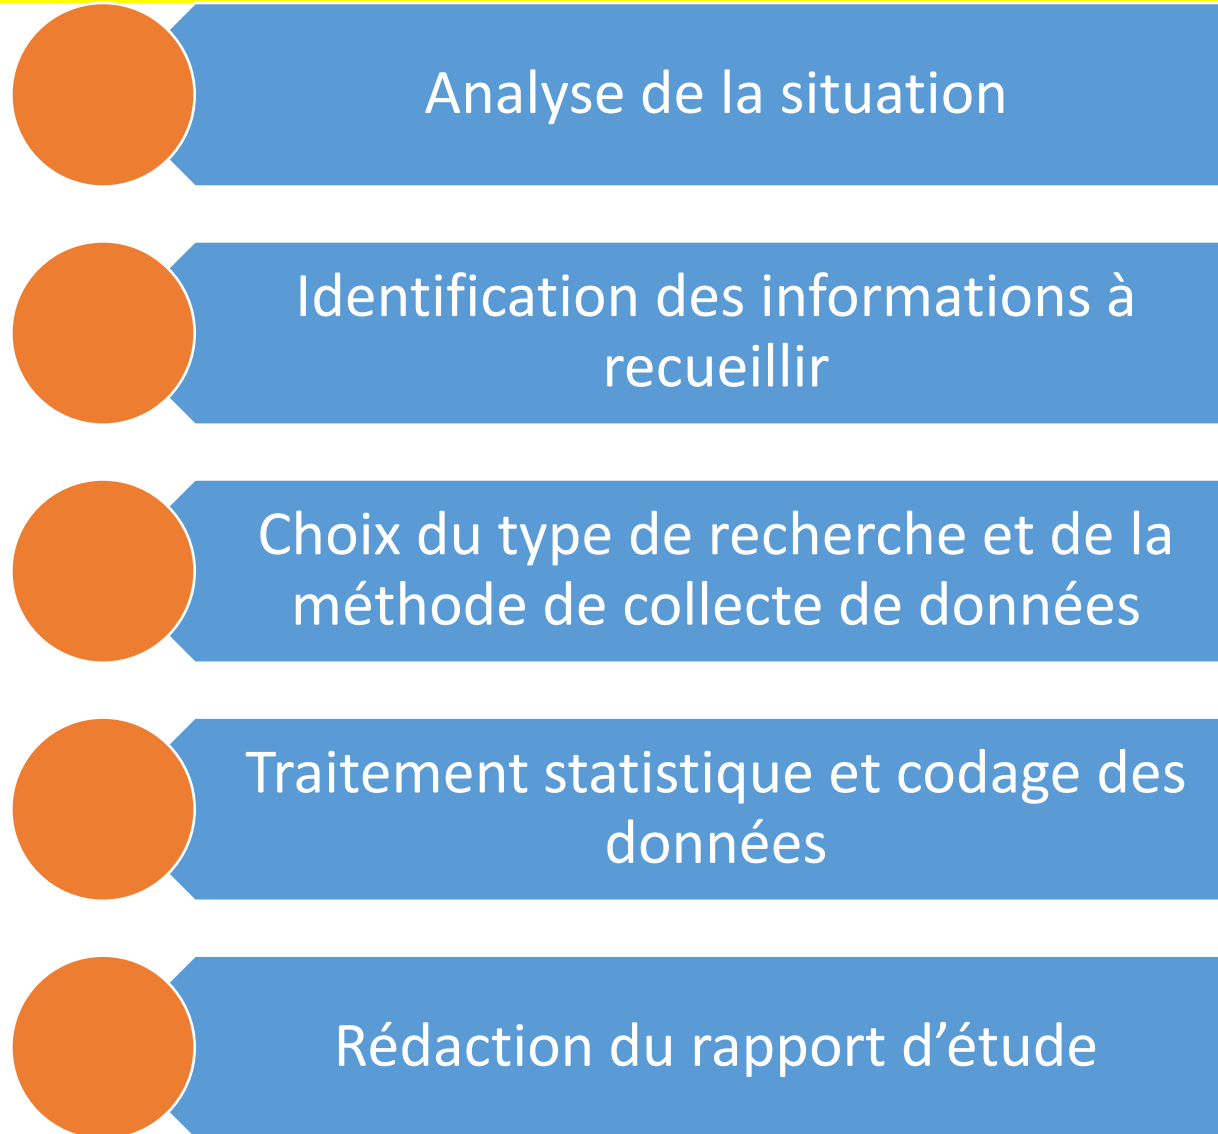 Analyse de la situation
Identification des informations à
recueillir
Choix du type de recherche et de la
méthode de collecte de données
Traitement statistique et codage des
données
Rédaction du rapport d’étude